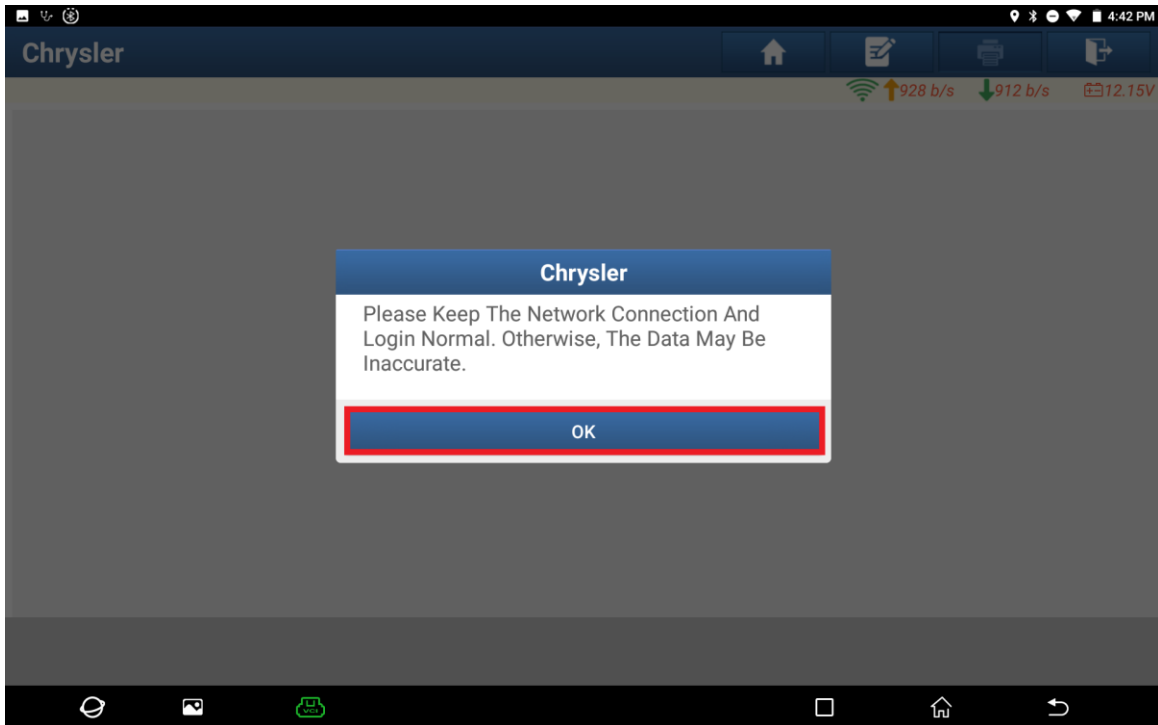 4:42 PM
Chrysler
928 b/s 912 b/s 12.15V
Chrysler
Please Keep The Network Connection And
Login Normal. Otherwise, The Data May Be
Inaccurate.
OK
VCI